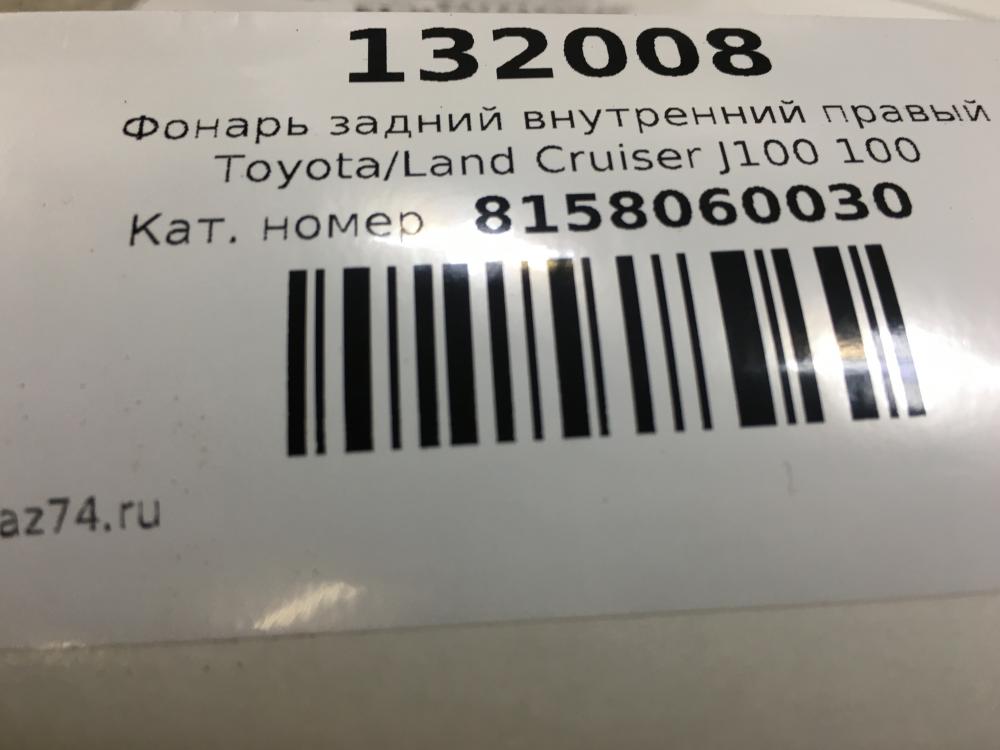 132008
Фонарь задний внутренний правый
Toyota/Land Cruiser J100 100
Кат. номер 8158060030
az74.ru